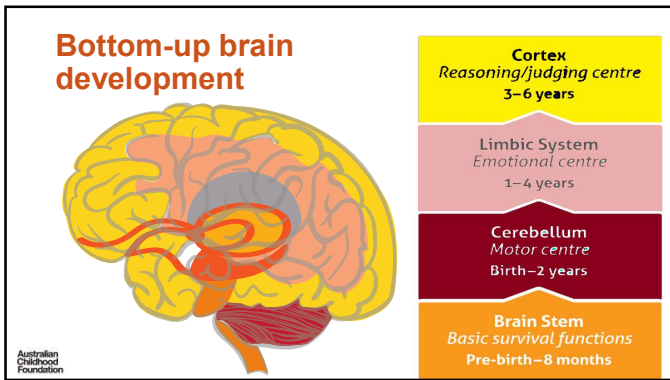 Bottom-up brain
development
Cortex
Reasoning/judging centre
3–6 years
Limbic System
Emotional centre
1–4 years
Cerebellum
Motor centre
Birth–2 years
Brain Stem
Basic survival functions
Pre-birth–8 months
Australian
Childhood
Foundation